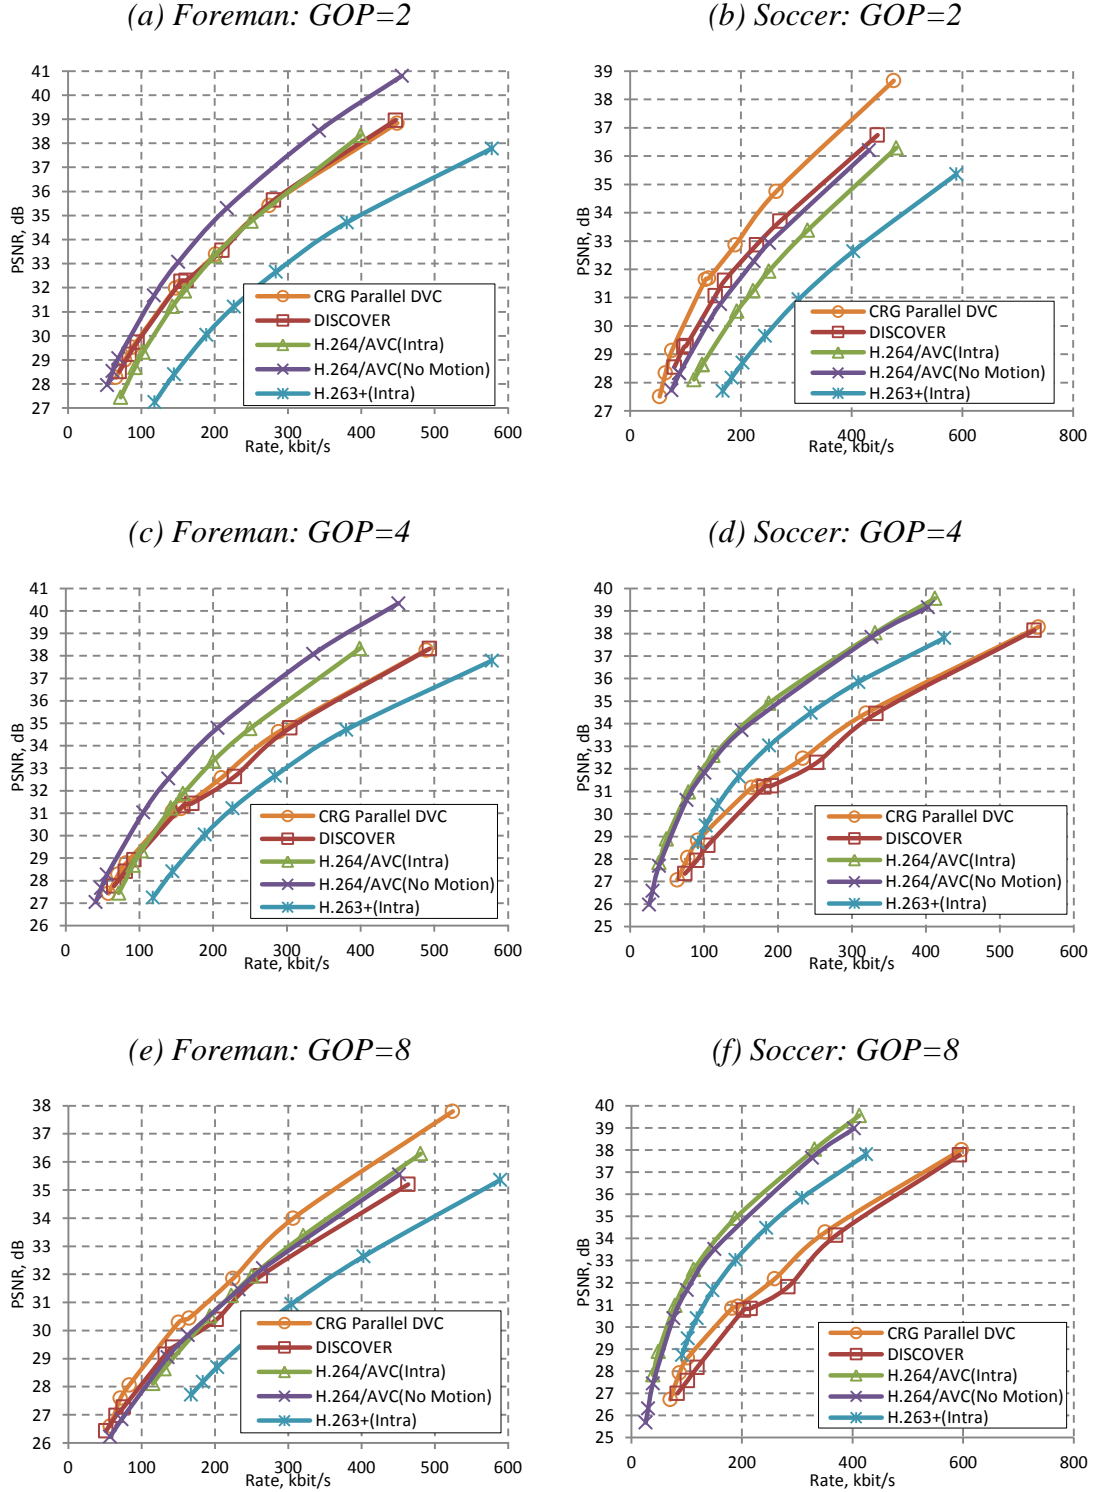 (a) Foreman: GOP=2
41
40
39
38
37
36
35
34
33
32
31
30
29
28
27
PSNR, dB
0 100 200 300 400 500 600
Rate, kbit/s
CRG Parallel DVC
DISCOVER
H.264/AVC(Intra)
H.264/AVC(No Motion)
H.263+(Intra)
(b) Soccer: GOP=2
39
37
36
35
33
32
31
30
28
27
PSNR, dB
0 200 400 600 800
Rate, kbit/s
CRG Parallel DVC
DISCOVER
H.264/AVC(Intra)
H.264/AVC(No Motion)
H.263+(Intra)
(c) Foreman: GOP=4
41
40
39
38
37
36
35
34
33
32
31
30
29
28
27
26
PSNR, dB
0 100 200 300 400 500 600
Rate, kbit/s
CRG Parallel DVC
DISCOVER
H.264/AVC(Intra)
H.264/AVC(No Motion)
H.263+(Intra)
(d) Soccer: GOP=4
40
39
38
37
36
35
34
33
32
31
30
29
28
27
26
25
PSNR, dB
0 100 200 300 400 500 600
Rate, kbit/s
CRG Parallel DVC
DISCOVER
H.264/AVC(Intra)
H.264/AVC(No Motion)
H.263+(Intra)
(e) Foreman: GOP=8
38
37
36
34
33
32
30
29
28
26
PSNR, dB
0 100 200 300 400 500 600
Rate, kbit/s
CRG Parallel DVC
DISCOVER
H.264/AVC(Intra)
H.264/AVC(No Motion)
H.263+(Intra)
(f) Soccer: GOP=8
40
39
38
37
36
35
34
33
32
31
30
29
28
27
26
25
PSNR, dB
0 200 400 600 800
Rate, kbit/s
CRG Parallel DVC
DISCOVER
H.264/AVC(Intra)
H.264/AVC(No Motion)
H.263+(Intra)